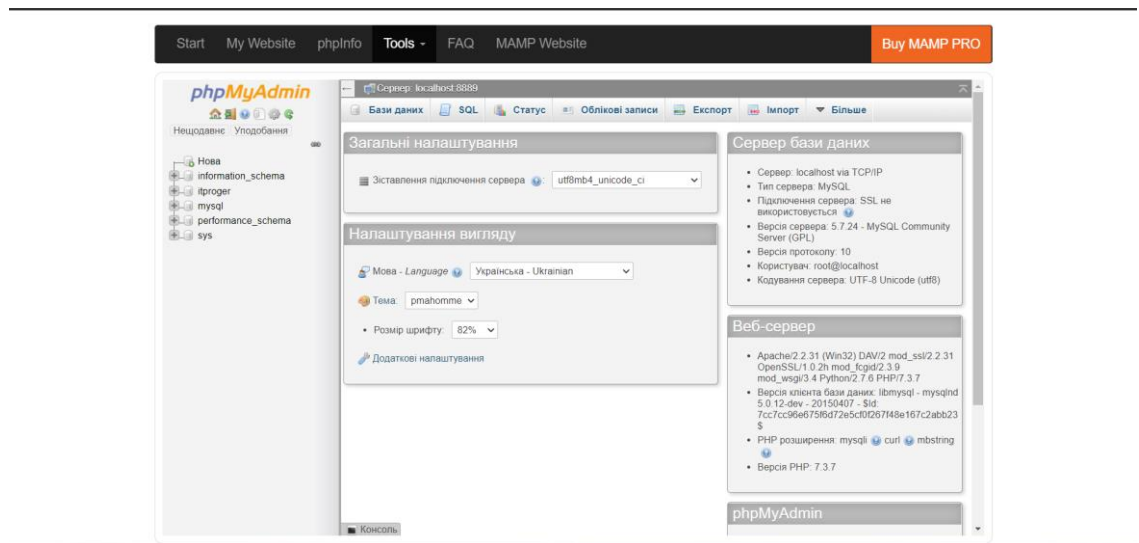 Start My Website phpInfo Tools FAQ MAMP Website Buy MAMP PRO
phpMyAdmin
Нещодавнє Уподобання
Нова
information_schema
itproger
mysql
performance_schema
sys
Сервер: localhost:8889
Бази даних SQL Статус Облікові записи Експорт Імпорт Більше
Загальні налаштування
Зіставлення підключення сервера : utf8mb4_unicode_ci
Налаштування вигляду
Мова - Language Українська - Ukrainian
Тема: pmahomme
• Розмір шрифту: 82%
Додаткові налаштування
Сервер бази даних
• Сервер: localhost via TCP/IP
• Тип сервера: MySQL
• Підключення сервера: SSL не
використовується
• Версія сервера: 5.7.24 - MySQL Community
Server (GPL)
• Версія протоколу: 10
• Користувач: root@localhost
• Кодування сервера: UTF-8 Unicode (utf8)
Веб-сервер
• Apache/2.2.31 (Win32) DAV/2 mod_ssl/2.2.31
OpenSSL/1.0.2h mod_fcgid/2.3.9
mod_wsgi/3.4 Python/2.7.6 PHP/7.3.7
• Версія клієнта бази даних: libmysql - mysqlnd
5.0.12-dev - 20150407 - $Id:
7cc7cc96e675f6d72e5cf0f267f48e167c2abb23
$
• PHP розширення: mysqli curl mbstring
• Версія PHP: 7.3.7
phpMyAdmin
Консоль